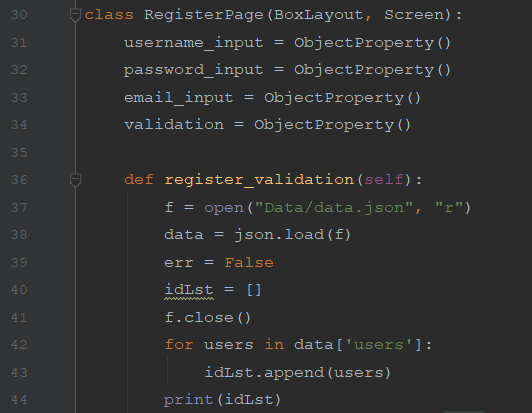 30 class RegisterPage(BoxLayout, Screen):
31     username_input = ObjectProperty()
32     password_input = ObjectProperty()
33     email_input = ObjectProperty()
34     validation = ObjectProperty()
35
36     def register_validation(self):
37         f = open("Data/data.json", "r")
38         data = json.load(f)
39         err = False
40         idLst = []
41         f.close()
42         for users in data['users']:
43             idLst.append(users)
44         print(idLst)